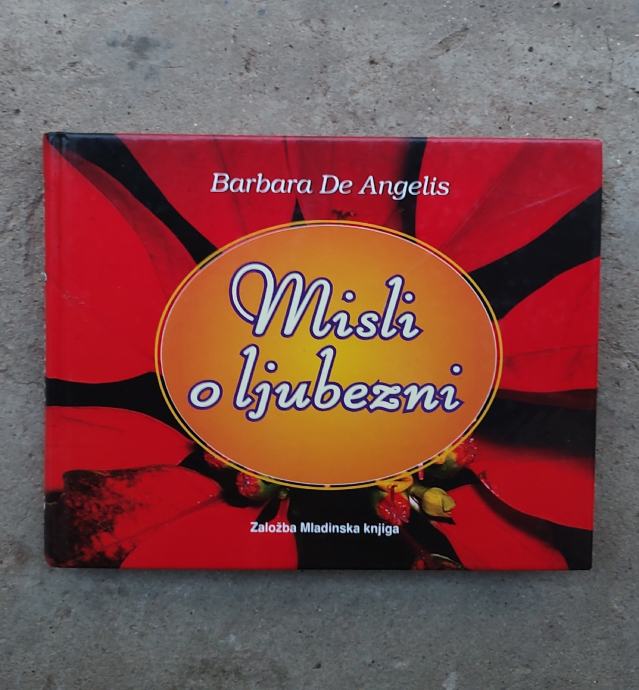 Barbara De Angelis
Misli
o ljubezni
Založba Mladinska knjiga